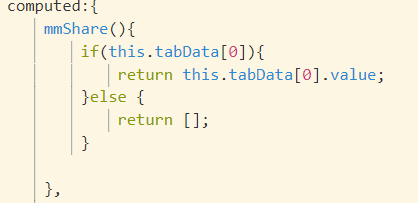 computed:{
mmShare(){
if(this.tabData[0]){
return this.tabData[0].value;
}else {
return [];
}
},